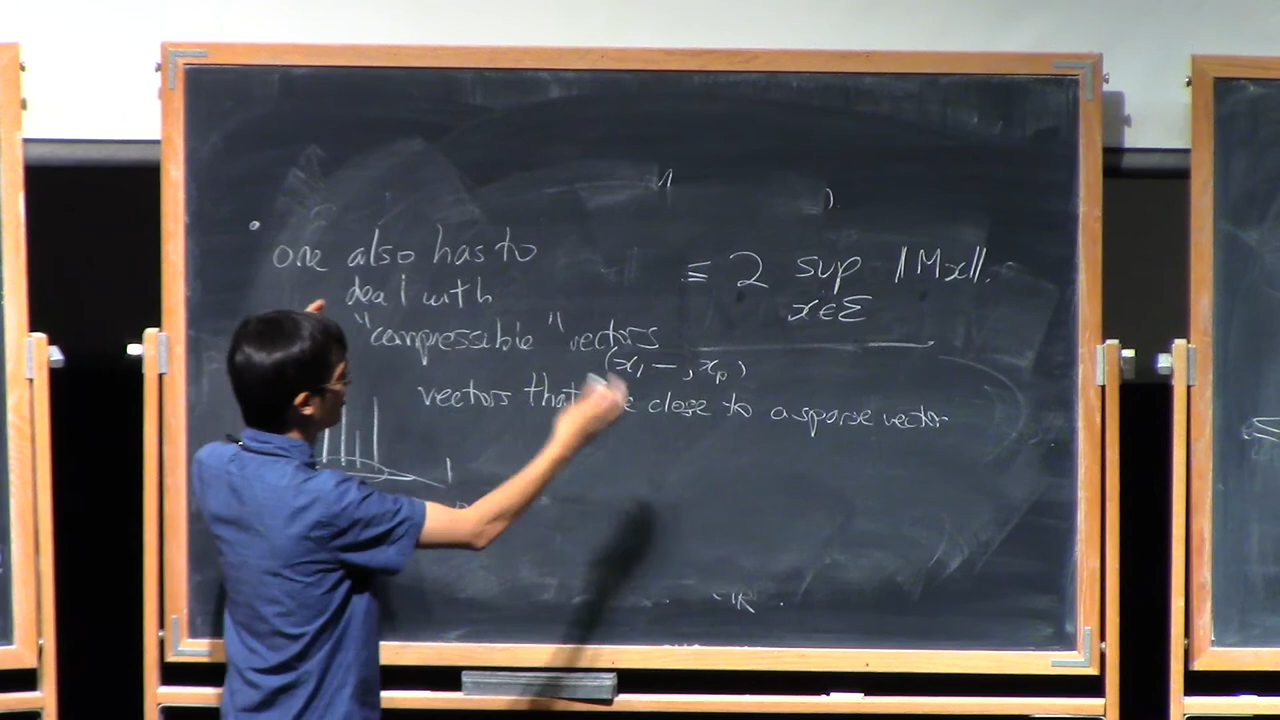 one also has to
deal with
"compressible" vectors
(x₁ — , xₚ)
vectors that close to a sparse vector
≤ 2 sup ‖Mx‖.
x∈Σ